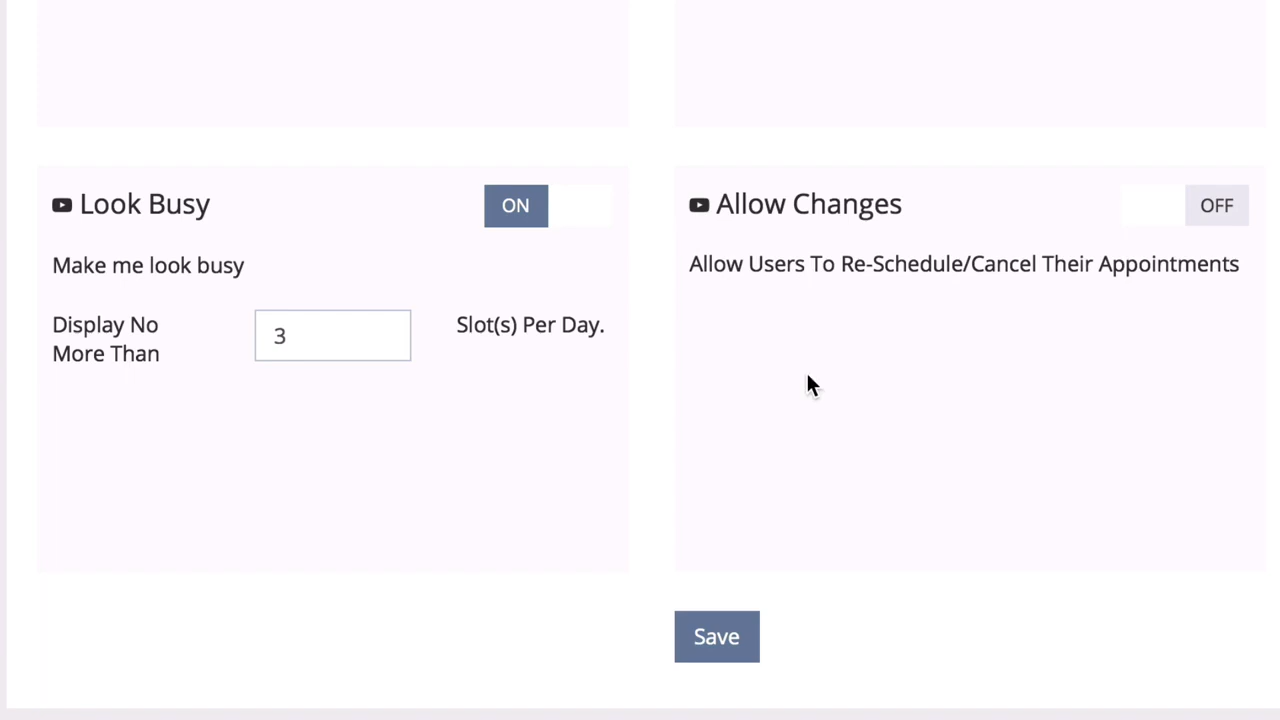 Look Busy
ON
Make me look busy
Display No
More Than
3
Slot(s) Per Day.
Allow Changes
OFF
Allow Users To Re-Schedule/Cancel Their Appointments
Save